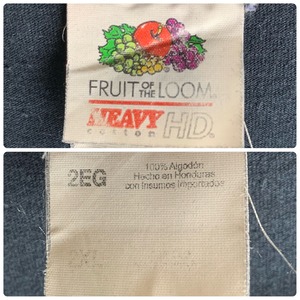 FRUIT OF THE LOOM
HEAVY HD
cotton
2EG
100% Algodón
Hecho en Honduras
con Insumos Importados